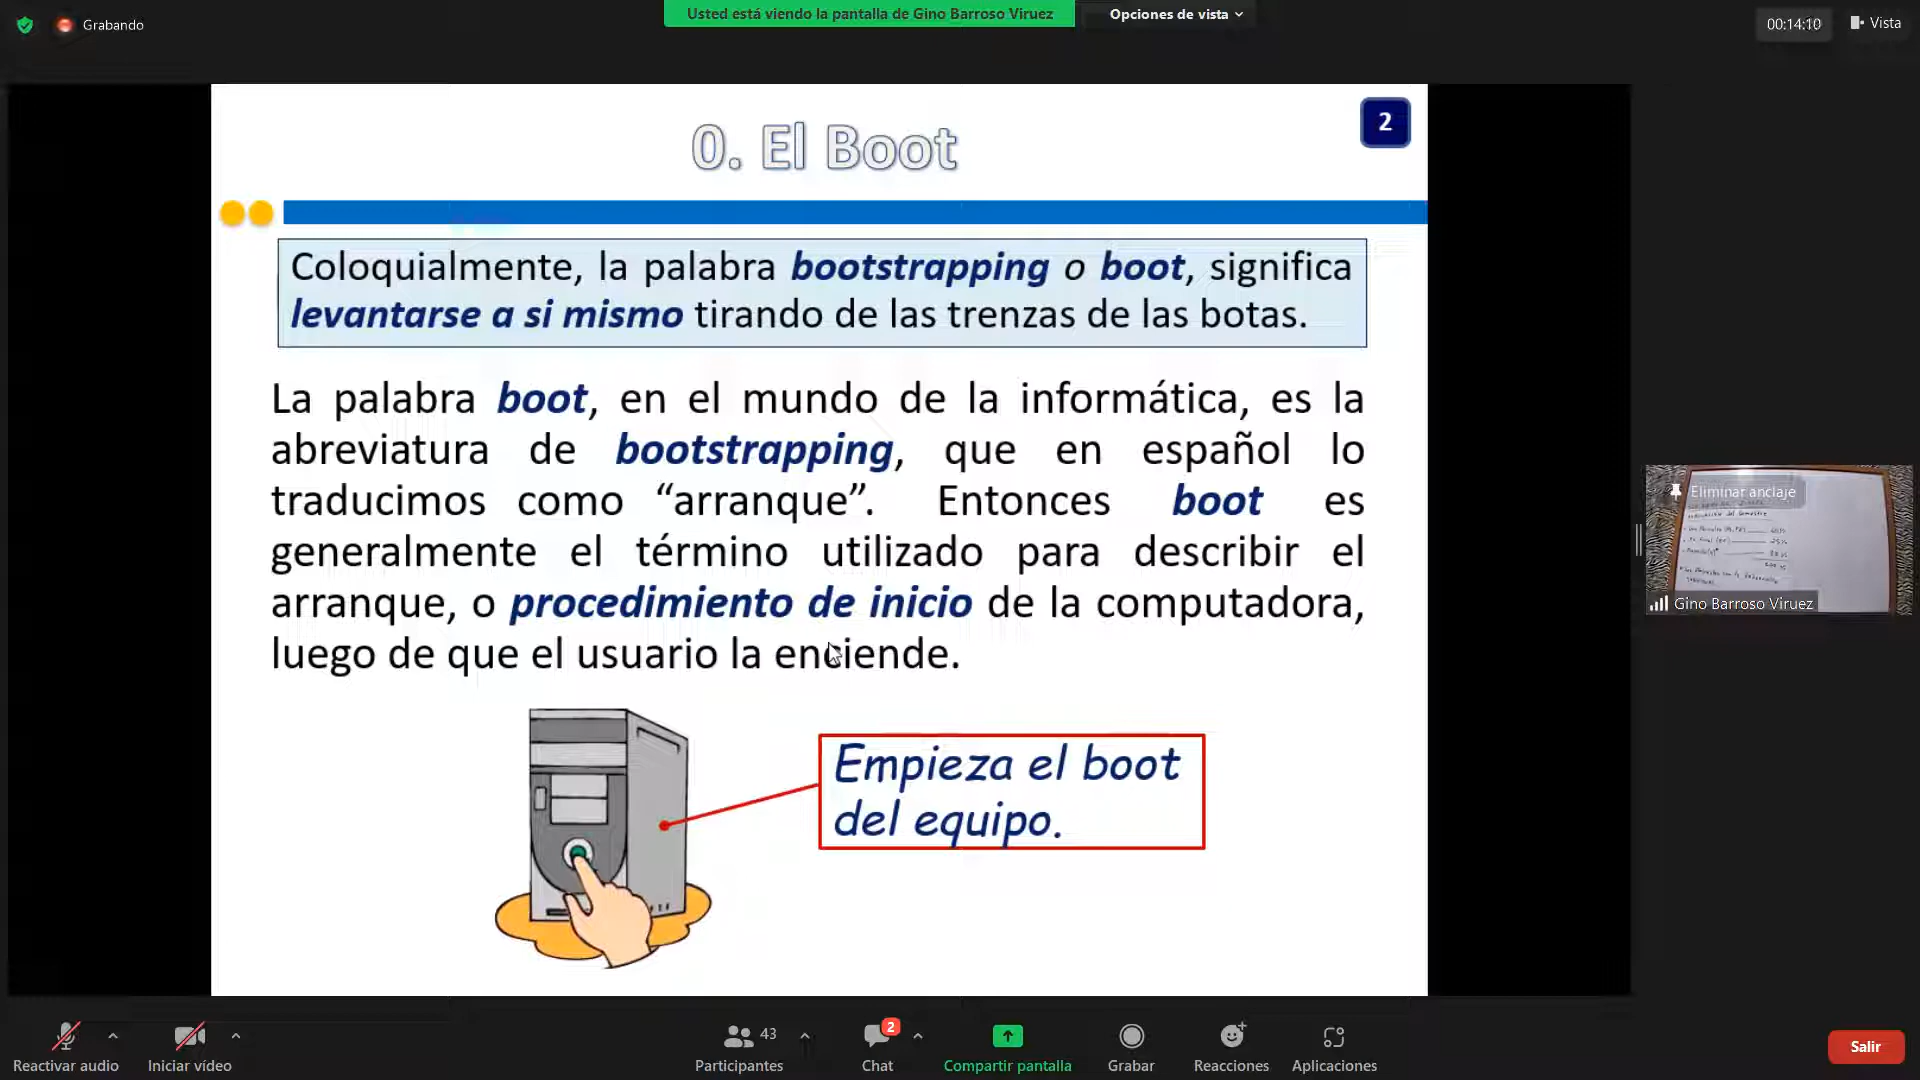 Grabando
Usted está viendo la pantalla de Gino Barroso Viruez
Opciones de vista
00:14:10
Vista
0. El Boot
2
Coloquialmente, la palabra bootstrapping o boot, significa
levantarse a si mismo tirando de las trenzas de las botas.
La palabra boot, en el mundo de la informática, es la
abreviatura de bootstrapping, que en español lo
traducimos como “arranque”. Entonces boot es
generalmente el término utilizado para describir el
arranque, o procedimiento de inicio de la computadora,
luego de que el usuario la enciende.
Empieza el boot
del equipo.
Eliminar anclaje
Gino Barroso Viruez
Reactivar audio
Iniciar vídeo
43
Participantes
2
Chat
Compartir pantalla
Grabar
Reacciones
Aplicaciones
Salir